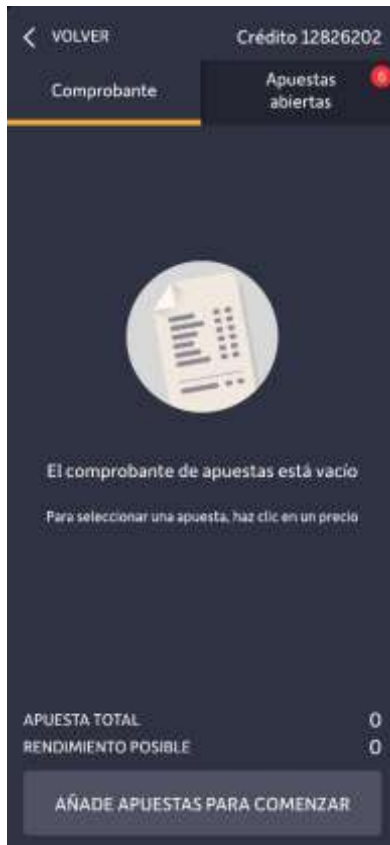 VOLVER
Crédito 12826202
Comprobante
Apuestas
abiertas
El comprobante de apuestas está vacío
Para seleccionar una apuesta, haz clic en un precio
APUESTA TOTAL 0
RENDIMIENTO POSIBLE 0
AÑADE APUESTAS PARA COMENZAR